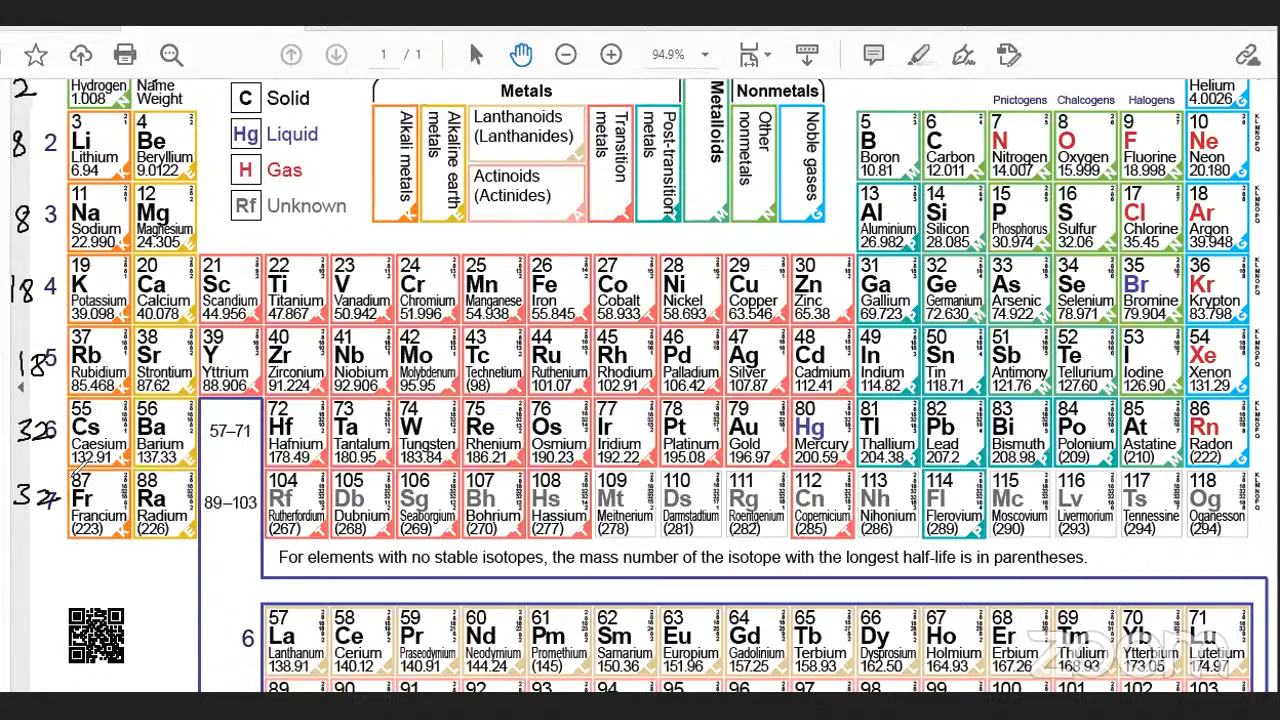 1 / 1 94.9%
2 Hydrogen 1.008 Name Weight
C Solid
Hg Liquid
H Gas
Rf Unknown
Metals Metalloids Nonmetals
Alkali metals Alkaline earth metals Lanthanoids (Lanthanides) Actinoids (Actinides) Transition metals Post-transition metals Other nonmetals Noble gases
Pnictogens Chalcogens Halogens Helium 4.0026
8 2
3 4 5 6 7 8 9 10
Li Be B C N O F Ne
Lithium Beryllium Boron Carbon Nitrogen Oxygen Fluorine Neon
6.94 9.0122 10.81 12.011 14.007 15.999 18.998 20.180
8 3
11 12 13 14 15 16 17 18
Na Mg Al Si P S Cl Ar
Sodium Magnesium Aluminium Silicon Phosphorus Sulfur Chlorine Argon
22.990 24.305 26.982 28.085 30.974 32.06 35.45 39.948
18 4
19 20 21 22 23 24 25 26 27 28 29 30 31 32 33 34 35 36
K Ca Sc Ti V Cr Mn Fe Co Ni Cu Zn Ga Ge As Se Br Kr
Potassium Calcium Scandium Titanium Vanadium Chromium Manganese Iron Cobalt Nickel Copper Zinc Gallium Germanium Arsenic Selenium Bromine Krypton
39.098 40.078 44.956 47.867 50.942 51.996 54.938 55.845 58.933 58.693 63.546 65.38 69.723 72.630 74.922 78.971 79.904 83.798
18 5
37 38 39 40 41 42 43 44 45 46 47 48 49 50 51 52 53 54
Rb Sr Y Zr Nb Mo Tc Ru Rh Pd Ag Cd In Sn Sb Te I Xe
Rubidium Strontium Yttrium Zirconium Niobium Molybdenum Technetium Ruthenium Rhodium Palladium Silver Cadmium Indium Tin Antimony Tellurium Iodine Xenon
85.468 87.62 88.906 91.224 92.906 95.95 (98) 101.07 102.91 106.42 107.87 112.41 114.82 118.71 121.76 127.60 126.90 131.29
32 6
55 56 57–71 72 73 74 75 76 77 78 79 80 81 82 83 84 85 86
Cs Ba Hf Ta W Re Os Ir Pt Au Hg Tl Pb Bi Po At Rn
Caesium Barium Hafnium Tantalum Tungsten Rhenium Osmium Iridium Platinum Gold Mercury Thallium Lead Bismuth Polonium Astatine Radon
132.91 137.33 178.49 180.95 183.84 186.21 190.23 192.22 195.08 196.97 200.59 204.38 207.2 208.98 (209) (210) (222)
32 7
87 88 89–103 104 105 106 107 108 109 110 111 112 113 114 115 116 117 118
Fr Ra Rf Db Sg Bh Hs Mt Ds Rg Cn Nh Fl Mc Lv Ts Og
Francium Radium Rutherfordium Dubnium Seaborgium Bohrium Hassium Meitnerium Darmstadtium Roentgenium Copernicium Nihonium Flerovium Moscovium Livermorium Tennessine Oganesson
(223) (226) (267) (268) (269) (270) (277) (278) (281) (282) (285) (286) (289) (290) (293) (294) (294)
For elements with no stable isotopes, the mass number of the isotope with the longest half-life is in parentheses.
6
57 58 59 60 61 62 63 64 65 66 67 68 69 70 71
La Ce Pr Nd Pm Sm Eu Gd Tb Dy Ho Er Tm Yb Lu
Lanthanum Cerium Praseodymium Neodymium Promethium Samarium Europium Gadolinium Terbium Dysprosium Holmium Erbium Thulium Ytterbium Lutetium
138.91 140.12 140.91 144.24 (145) 150.36 151.96 157.25 158.93 162.50 164.93 167.26 168.93 173.05 174.97
89 90 91 92 93 94 95 96 97 98 99 100 101 102 103
zoom